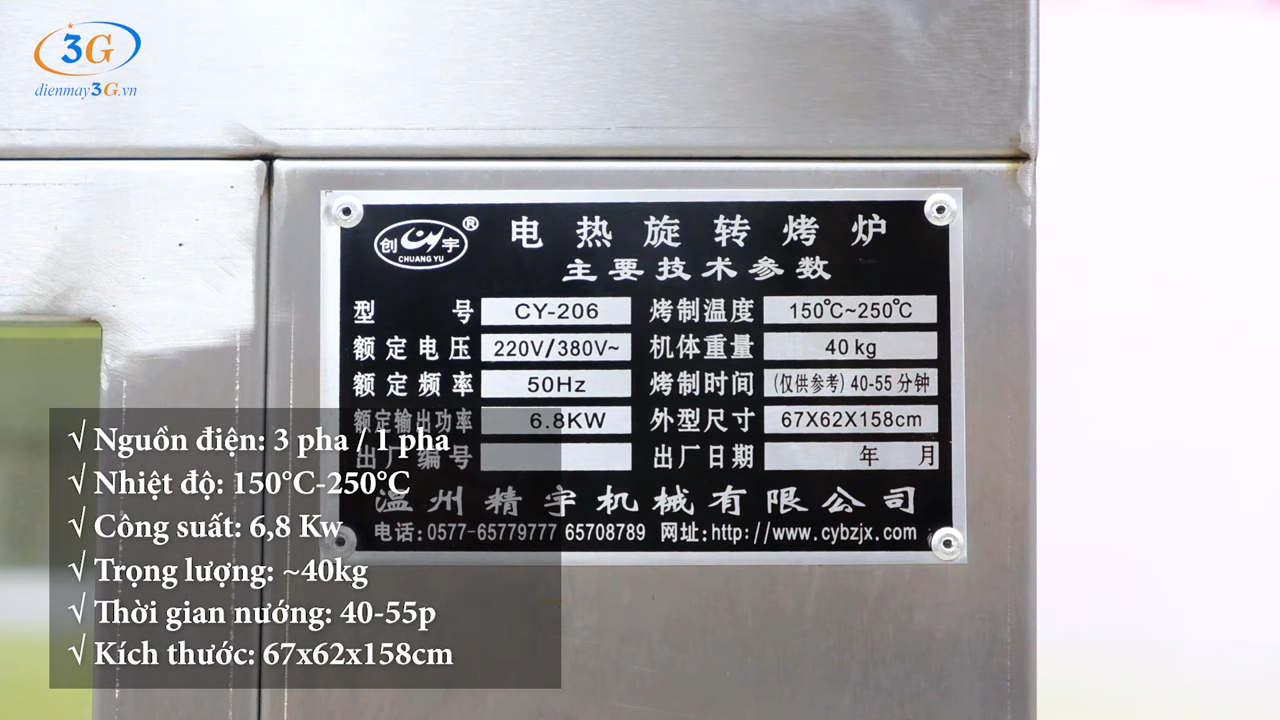 3G
dienmay3G.vn
创宇
CHUANG YU
®
电热旋转烤炉
主要技术参数
型号 CY-206 烤制温度 150℃~250℃
额定电压 220V/380V~ 机体重量 40kg
额定频率 50Hz 烤制时间 (仅供参考) 40-55分钟
额定输出功率 6.8KW 外型尺寸 67X62X158cm
出厂编号 出厂日期 年 月
温州精宇机械有限公司
电话:0577-65779777 65708789 网址:http://www.cybzjx.com
√ Nguồn điện: 3 pha / 1 pha
√ Nhiệt độ: 150°C-250°C
√ Công suất: 6,8 Kw
√ Trọng lượng: ~40kg
√ Thời gian nướng: 40-55p
√ Kích thước: 67x62x158cm